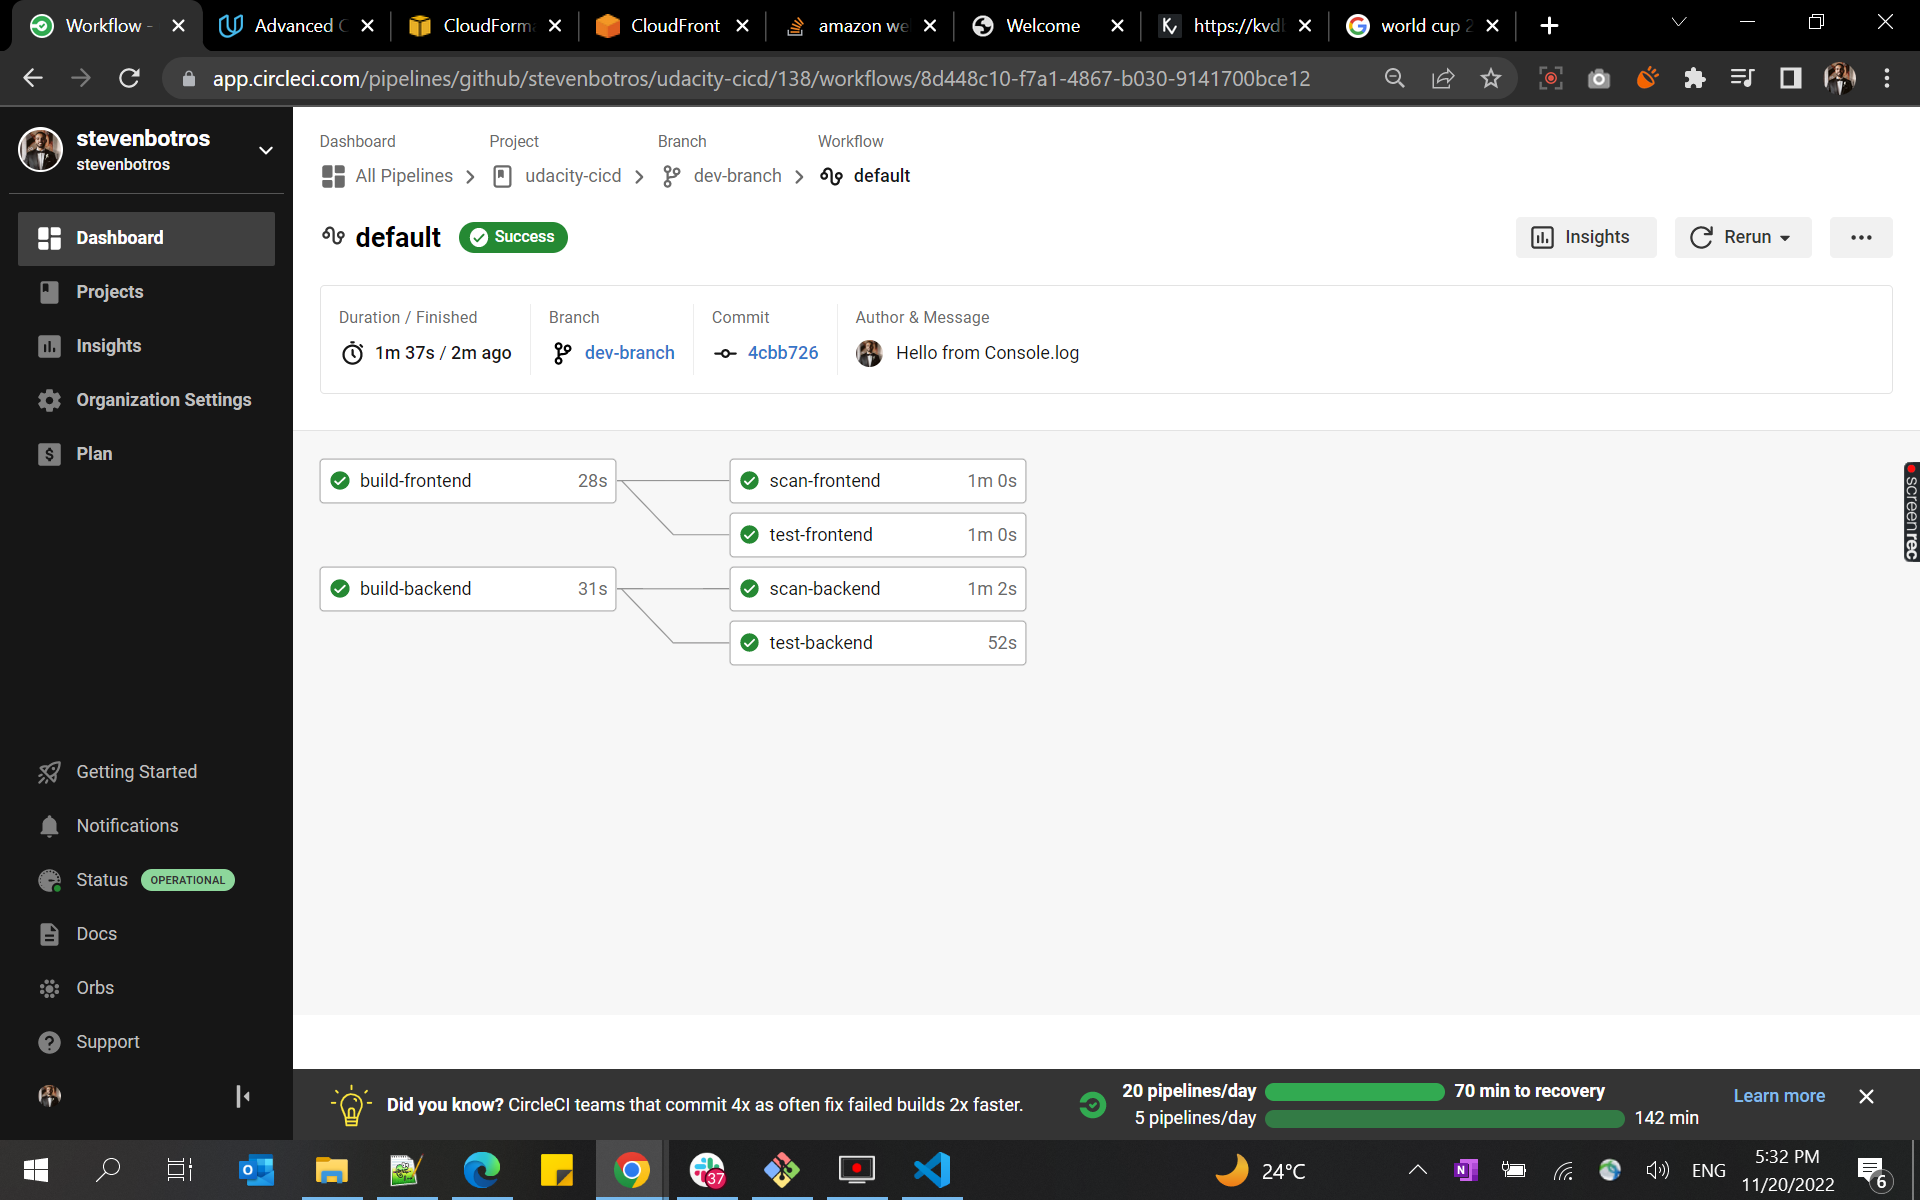 Workflow -
Advanced
CloudForm
CloudFront
amazon we
Welcome
https://kvdb
world cup 2
app.circleci.com/pipelines/github/stevenbotros/udacity-cicd/138/workflows/8d448c10-f7a1-4867-b030-9141700bce12
stevenbotros
stevenbotros
Dashboard
Projects
Insights
Organization Settings
Plan
Getting Started
Notifications
Status OPERATIONAL
Docs
Orbs
Support
Dashboard Project Branch Workflow
All Pipelines udacity-cicd dev-branch default
default Success
Insights Rerun
Duration / Finished Branch Commit Author & Message
1m 37s / 2m ago dev-branch 4cbb726 Hello from Console.log
build-frontend 28s
scan-frontend 1m 0s
test-frontend 1m 0s
build-backend 31s
scan-backend 1m 2s
test-backend 52s
screenrec
Did you know? CircleCI teams that commit 4x as often fix failed builds 2x faster.
20 pipelines/day 70 min to recovery
5 pipelines/day 142 min
Learn more
37
24°C
ENG
5:32 PM
11/20/2022
6